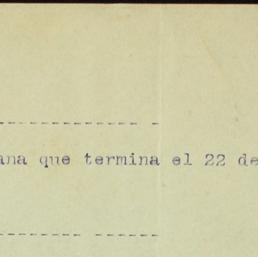 ana que termina el 22 de